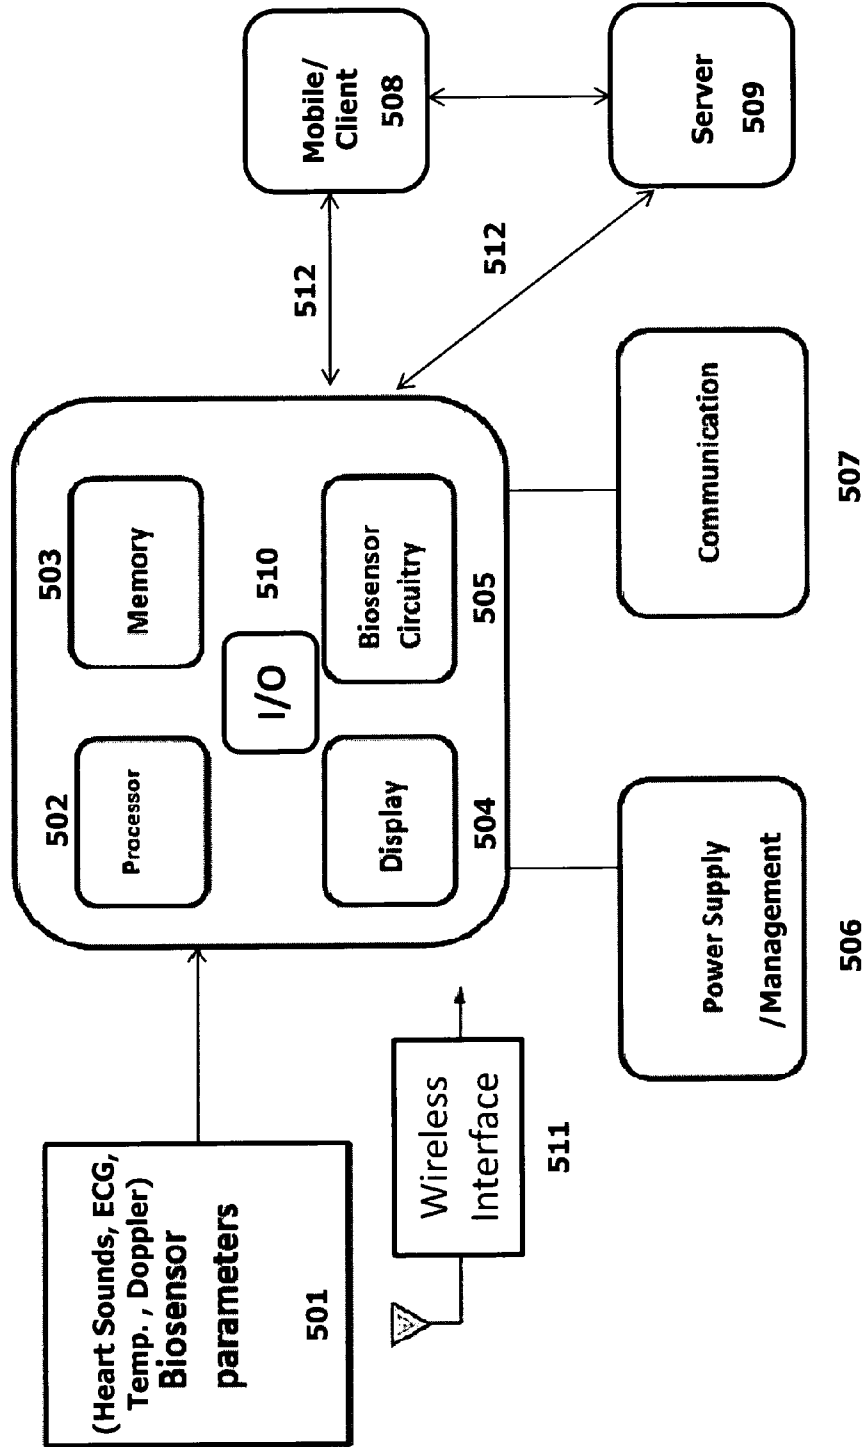 (Heart Sounds, ECG,
Temp. , Doppler)
Biosensor
parameters
501
Wireless
Interface
511
502
Processor
503
Memory
I/O
510
Display
504
Biosensor
Circuitry
505
Power Supply
/Management
506
Communication
507
512
512
Mobile/
Client
508
Server
509